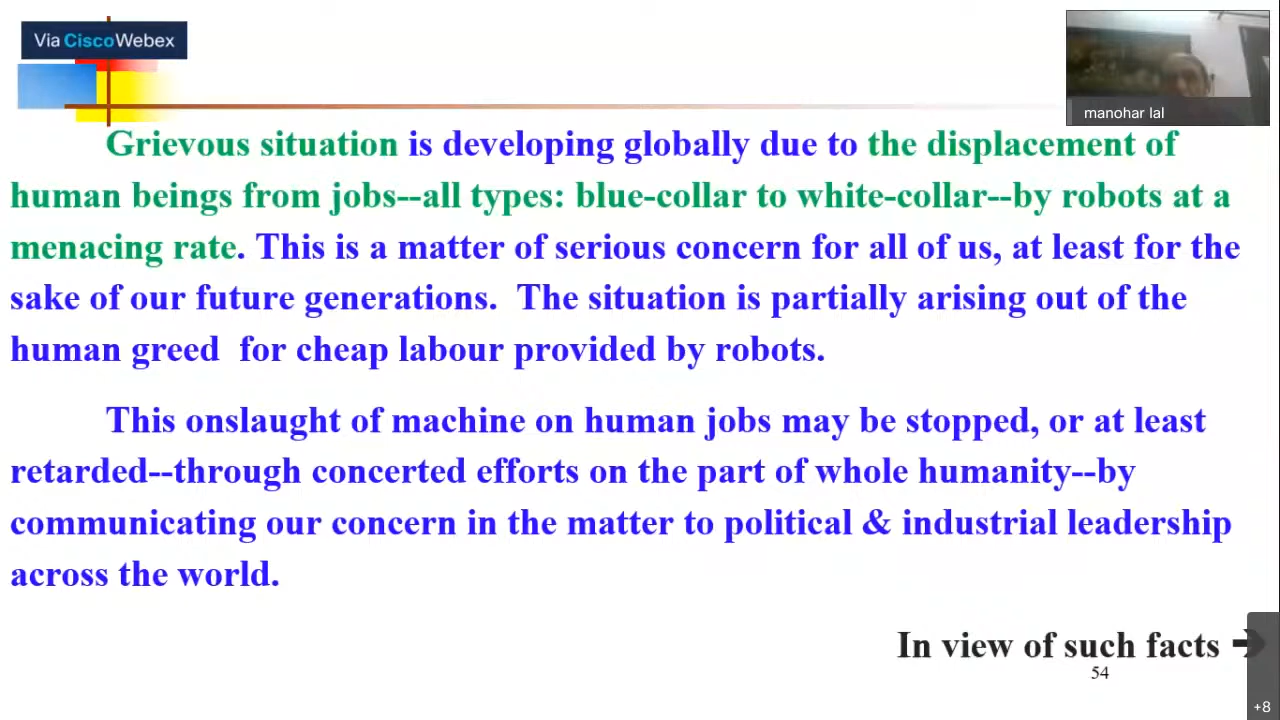 Via CiscoWebex
manohar lal
Grievous situation is developing globally due to the displacement of
human beings from jobs--all types: blue-collar to white-collar--by robots at a
menacing rate. This is a matter of serious concern for all of us, at least for the
sake of our future generations.  The situation is partially arising out of the
human greed  for cheap labour provided by robots.
This onslaught of machine on human jobs may be stopped, or at least
retarded--through concerted efforts on the part of whole humanity--by
communicating our concern in the matter to political & industrial leadership
across the world.
In view of such facts ➔
54
+8